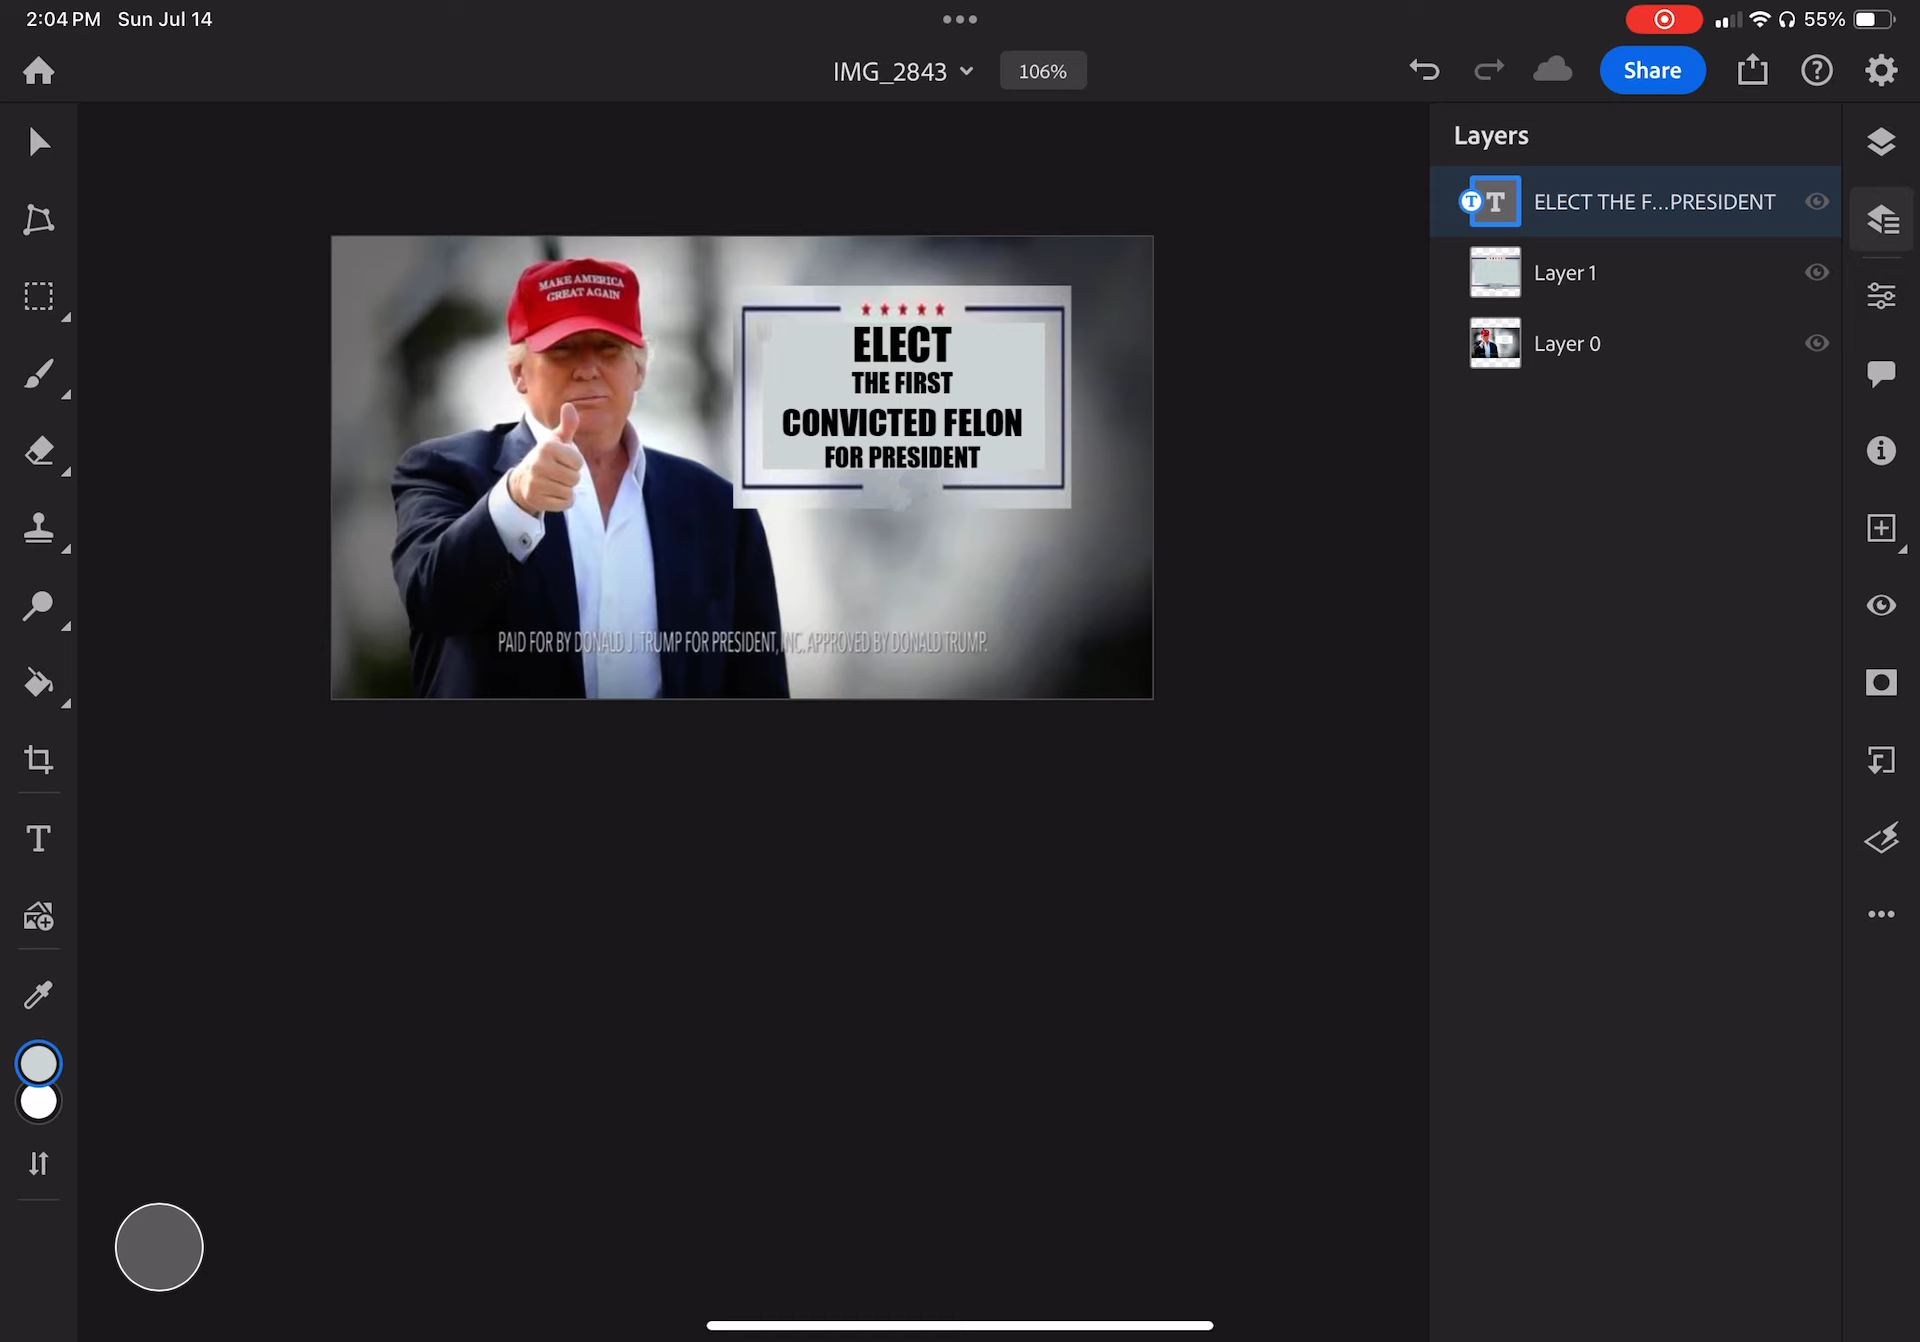 2:04 PM Sun Jul 14
55%
IMG_2843
106%
Share
Layers
ELECT THE F...PRESIDENT
Layer 1
Layer 0
MAKE AMERICA
GREAT AGAIN
ELECT
THE FIRST
CONVICTED FELON
FOR PRESIDENT
PAID FOR BY DONALD J. TRUMP FOR PRESIDENT, INC. APPROVED BY DONALD TRUMP.